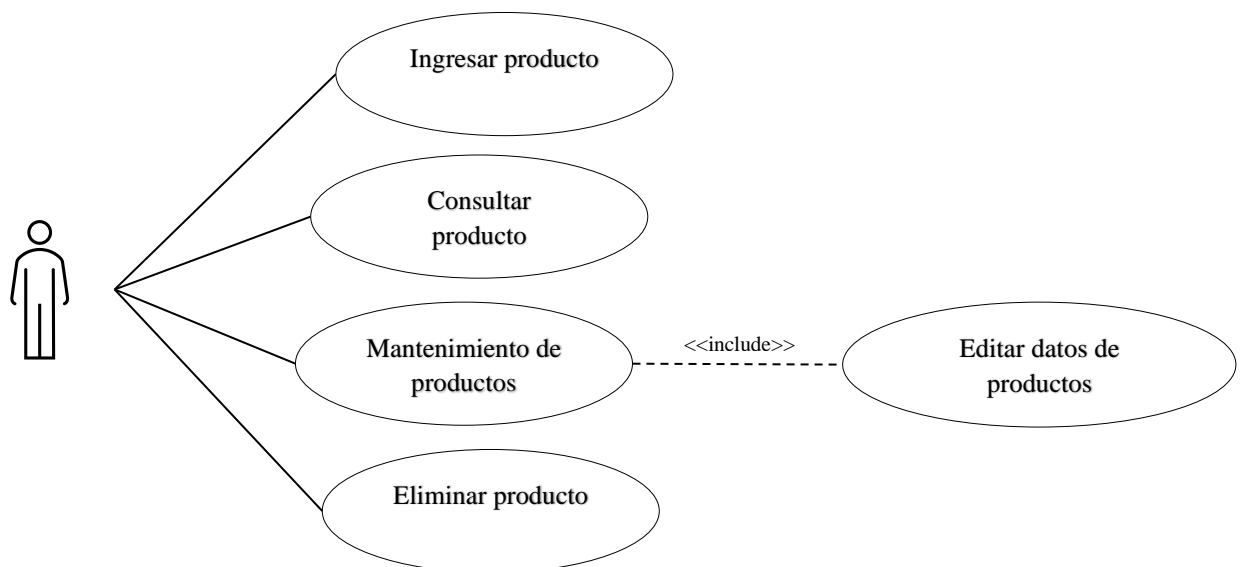 Ingresar producto
Consultar
producto
Mantenimiento de
productos
<<include>>
Editar datos de
productos
Eliminar producto